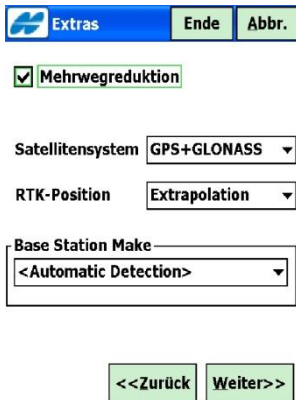 Extras Ende Abbr.
Mehrwegreduktion
Satellitensystem GPS+GLONASS
RTK-Position Extrapolation
Base Station Make
<Automatic Detection>
<<Zurück Weiter>>